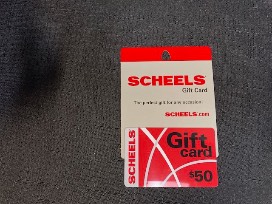 SCHEELS
Gift Card
The perfect gift for any occasion!
SCHEELS.com
SCHEELS
Gift
card
$50